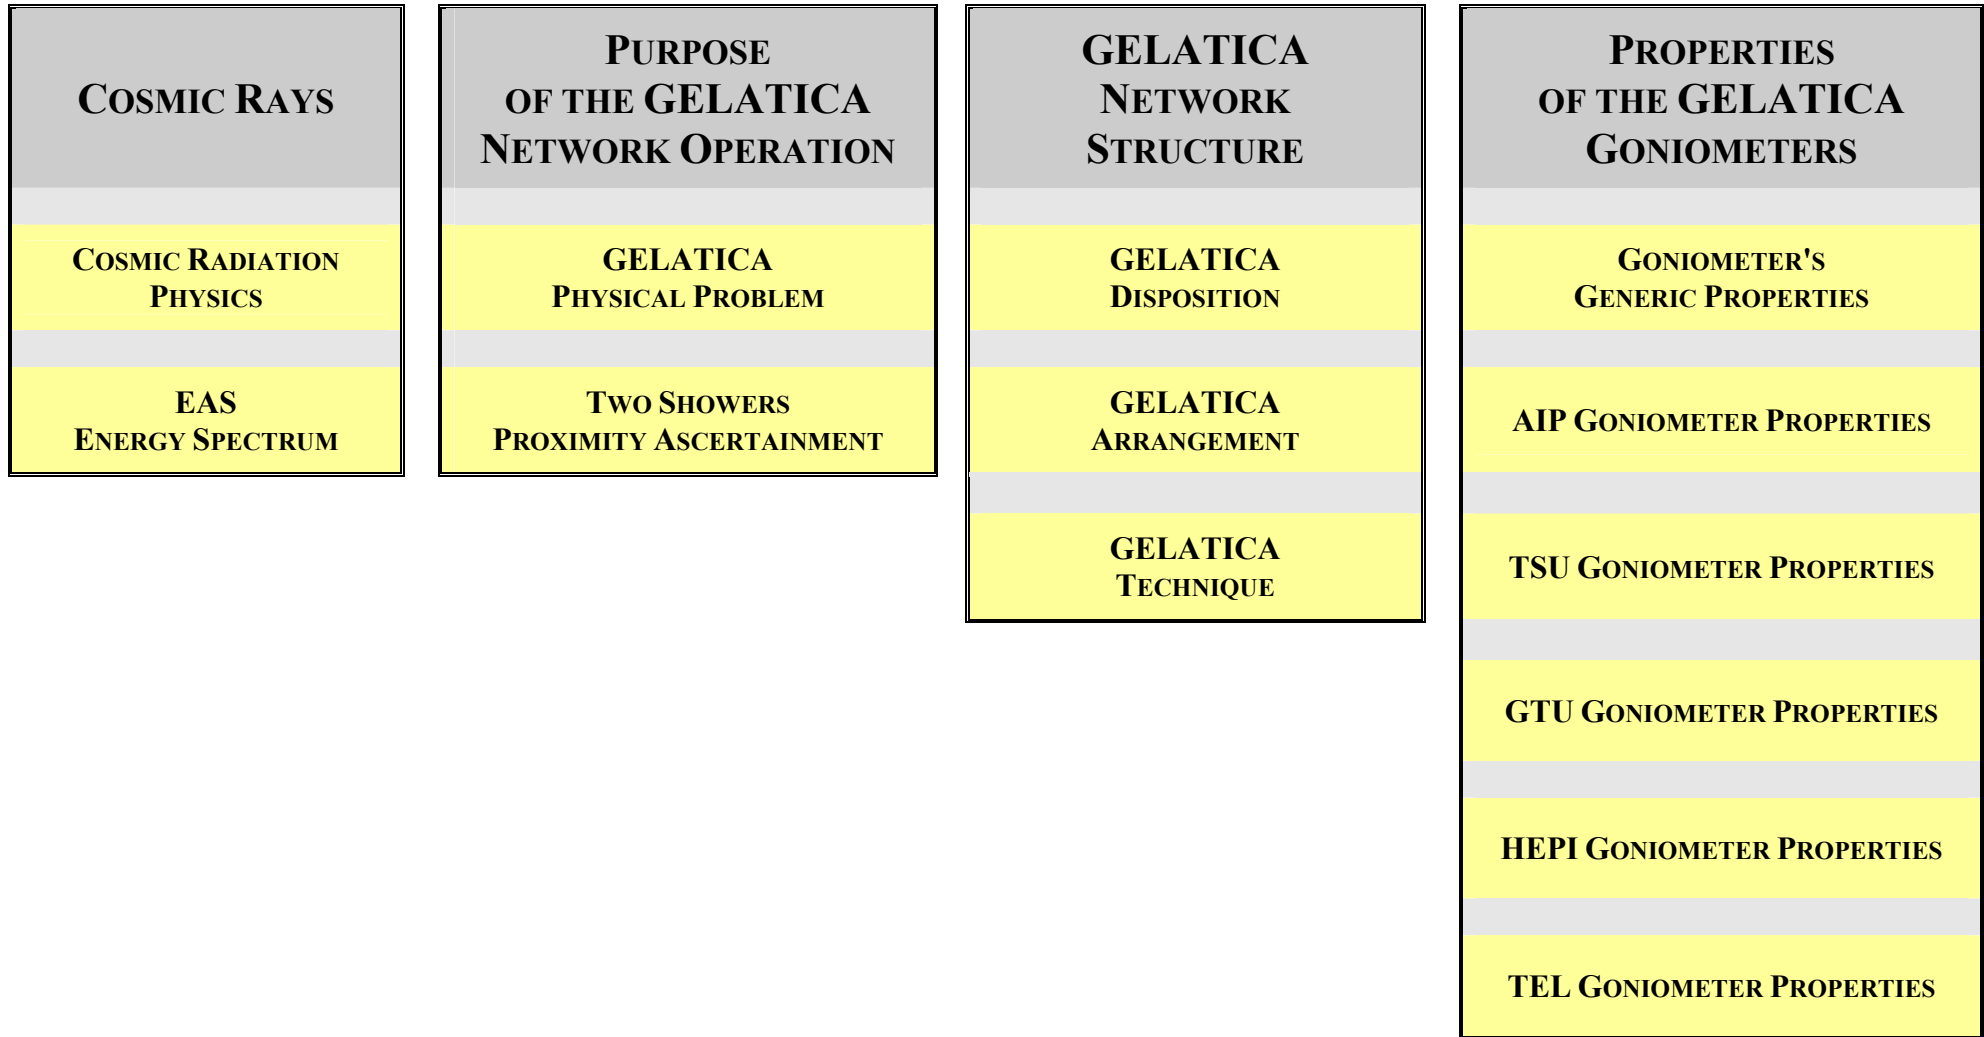 COSMIC RAYS
COSMIC RADIATION
PHYSICS
EAS
ENERGY SPECTRUM
PURPOSE
OF THE GELATICA
NETWORK OPERATION
GELATICA
PHYSICAL PROBLEM
TWO SHOWERS
PROXIMITY ASCERTAINMENT
GELATICA
NETWORK
STRUCTURE
GELATICA
DISPOSITION
GELATICA
ARRANGEMENT
GELATICA
TECHNIQUE
PROPERTIES
OF THE GELATICA
GONIOMETERS
GONIOMETER'S
GENERIC PROPERTIES
AIP GONIOMETER PROPERTIES
TSU GONIOMETER PROPERTIES
GTU GONIOMETER PROPERTIES
HEPI GONIOMETER PROPERTIES
TEL GONIOMETER PROPERTIES